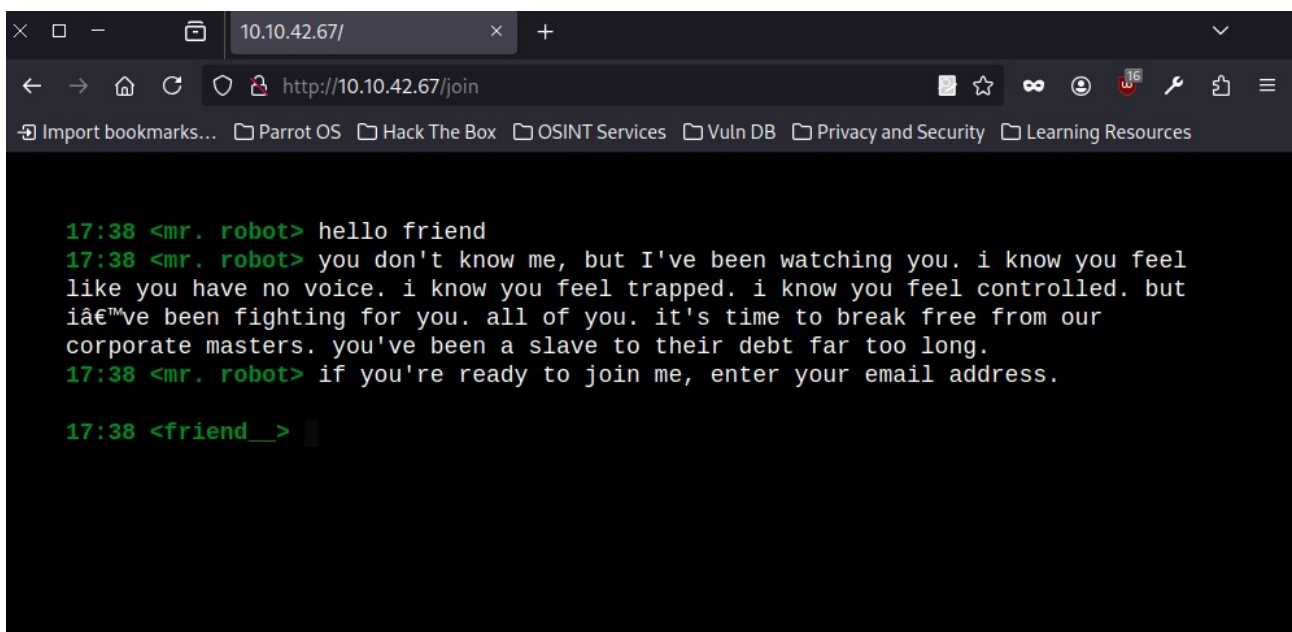 10.10.42.67/
http://10.10.42.67/join
16
Import bookmarks... Parrot OS Hack The Box OSINT Services Vuln DB Privacy and Security Learning Resources
17:38 <mr. robot> hello friend
17:38 <mr. robot> you don't know me, but I've been watching you. i know you feel
like you have no voice. i know you feel trapped. i know you feel controlled. but
iâ€™ve been fighting for you. all of you. it's time to break free from our
corporate masters. you've been a slave to their debt far too long.
17:38 <mr. robot> if you're ready to join me, enter your email address.
17:38 <friend__>